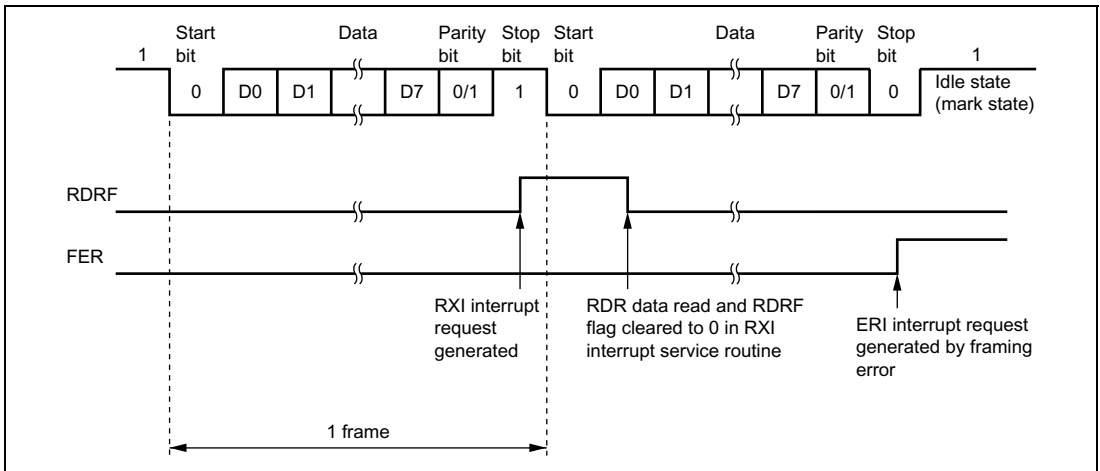 Start Data Parity Stop Start Data Parity Stop
1 bit bit bit bit bit bit 1
0 D0 D1 D7 0/1 1 0 D0 D1 D7 0/1 0 Idle state
(mark state)
RDRF
FER
RXI interrupt
request
generated
RDR data read and RDRF
flag cleared to 0 in RXI
interrupt service routine
ERI interrupt request
generated by framing
error
1 frame